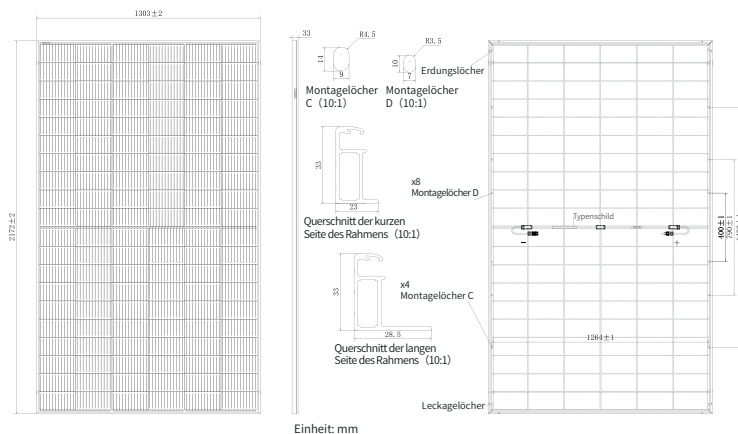 1303±2
2172±2
33
14
9
R4.5
Montagelöcher
C (10:1)
10
7
R3.5
Montagelöcher
D (10:1)
33
23
Querschnitt der kurzen
Seite des Rahmens (10:1)
33
28.5
Querschnitt der langen
Seite des Rahmens (10:1)
Einheit: mm
Erdungslöcher
x8
Montagelöcher D
Typenschild
−
+
x4
Montagelöcher C
1264±1
Leckagelöcher
400±1
790±1